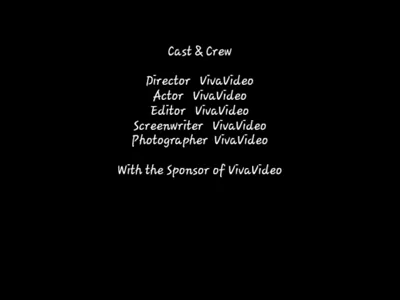 Cast & Crew
Director VivaVideo
Actor VivaVideo
Editor VivaVideo
Screenwriter VivaVideo
Photographer VivaVideo
With the Sponsor of VivaVideo